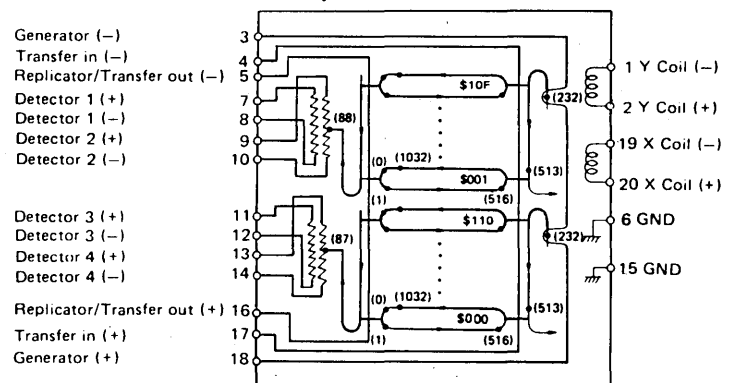 Generator (−) 3
Transfer in (−) 4
Replicator/Transfer out (−) 5
Detector 1 (+) 7
Detector 1 (−) 8
Detector 2 (+) 9
Detector 2 (−) 10
Detector 3 (+) 11
Detector 3 (−) 12
Detector 4 (+) 13
Detector 4 (−) 14
Replicator/Transfer out (+) 16
Transfer in (+) 17
Generator (+) 18
(88)
$10F
(0) (1032)
$001
(1) (516)
(232)
(513)
(87)
$110
(0) (1032)
$000
(1) (516)
(232)
(513)
1 Y Coil (−)
2 Y Coil (+)
19 X Coil (−)
20 X Coil (+)
6 GND
15 GND